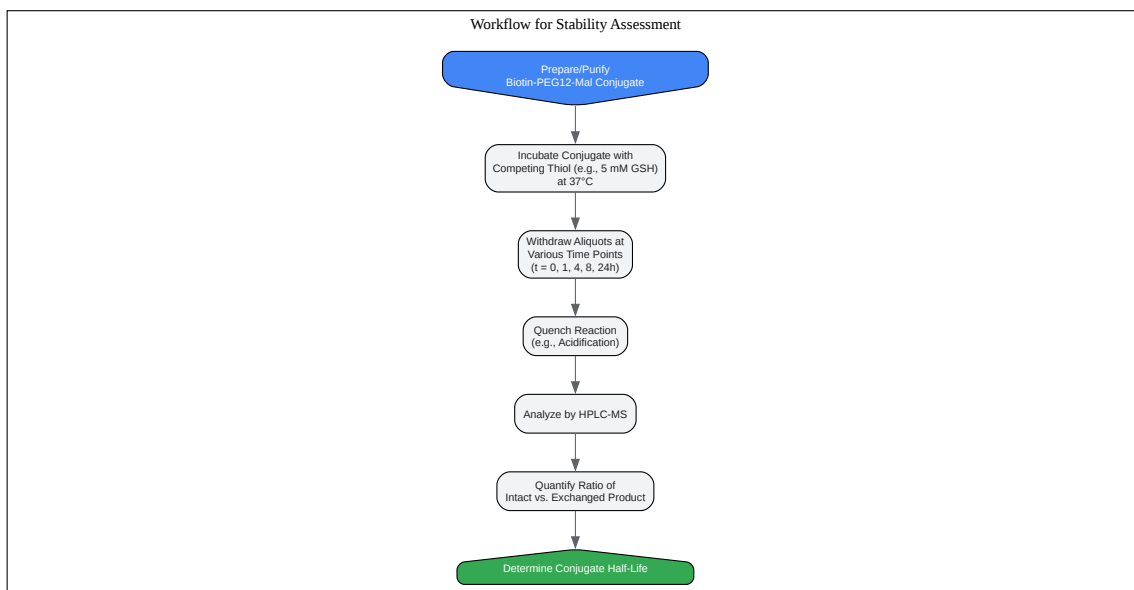 Workflow for Stability Assessment
Prepare/Purify
Biotin-PEG12-Mal Conjugate
Incubate Conjugate with
Competing Thiol (e.g., 5 mM GSH)
at 37°C
Withdraw Aliquots at
Various Time Points
(t = 0, 1, 4, 8, 24h)
Quench Reaction
(e.g., Acidification)
Analyze by HPLC-MS
Quantify Ratio of
Intact vs. Exchanged Product
Determine Conjugate Half-Life